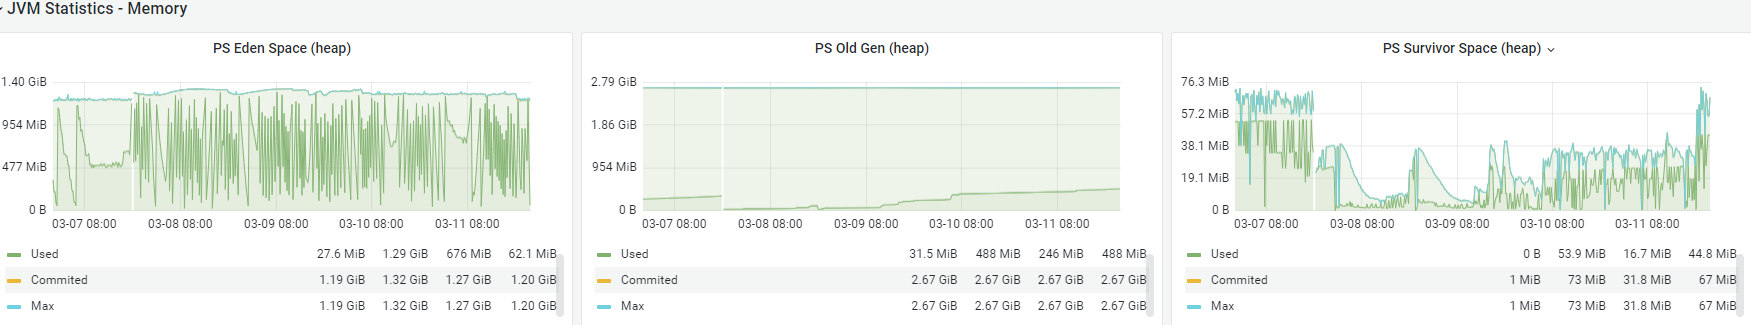 JVM Statistics - Memory
PS Eden Space (heap)
1.40 GiB
954 MiB
477 MiB
0 B
03-07 08:00 03-08 08:00 03-09 08:00 03-10 08:00 03-11 08:00
Used 27.6 MiB 1.29 GiB 676 MiB 62.1 MiB
Commited 1.19 GiB 1.32 GiB 1.27 GiB 1.20 GiB
Max 1.19 GiB 1.32 GiB 1.27 GiB 1.20 GiB
PS Old Gen (heap)
2.79 GiB
1.86 GiB
954 MiB
0 B
03-07 08:00 03-08 08:00 03-09 08:00 03-10 08:00 03-11 08:00
Used 31.5 MiB 488 MiB 246 MiB 488 MiB
Commited 2.67 GiB 2.67 GiB 2.67 GiB 2.67 GiB
Max 2.67 GiB 2.67 GiB 2.67 GiB 2.67 GiB
PS Survivor Space (heap)
76.3 MiB
57.2 MiB
38.1 MiB
19.1 MiB
0 B
03-07 08:00 03-08 08:00 03-09 08:00 03-10 08:00 03-11 08:00
Used 0 B 53.9 MiB 16.7 MiB 44.8 MiB
Commited 1 MiB 73 MiB 31.8 MiB 67 MiB
Max 1 MiB 73 MiB 31.8 MiB 67 MiB